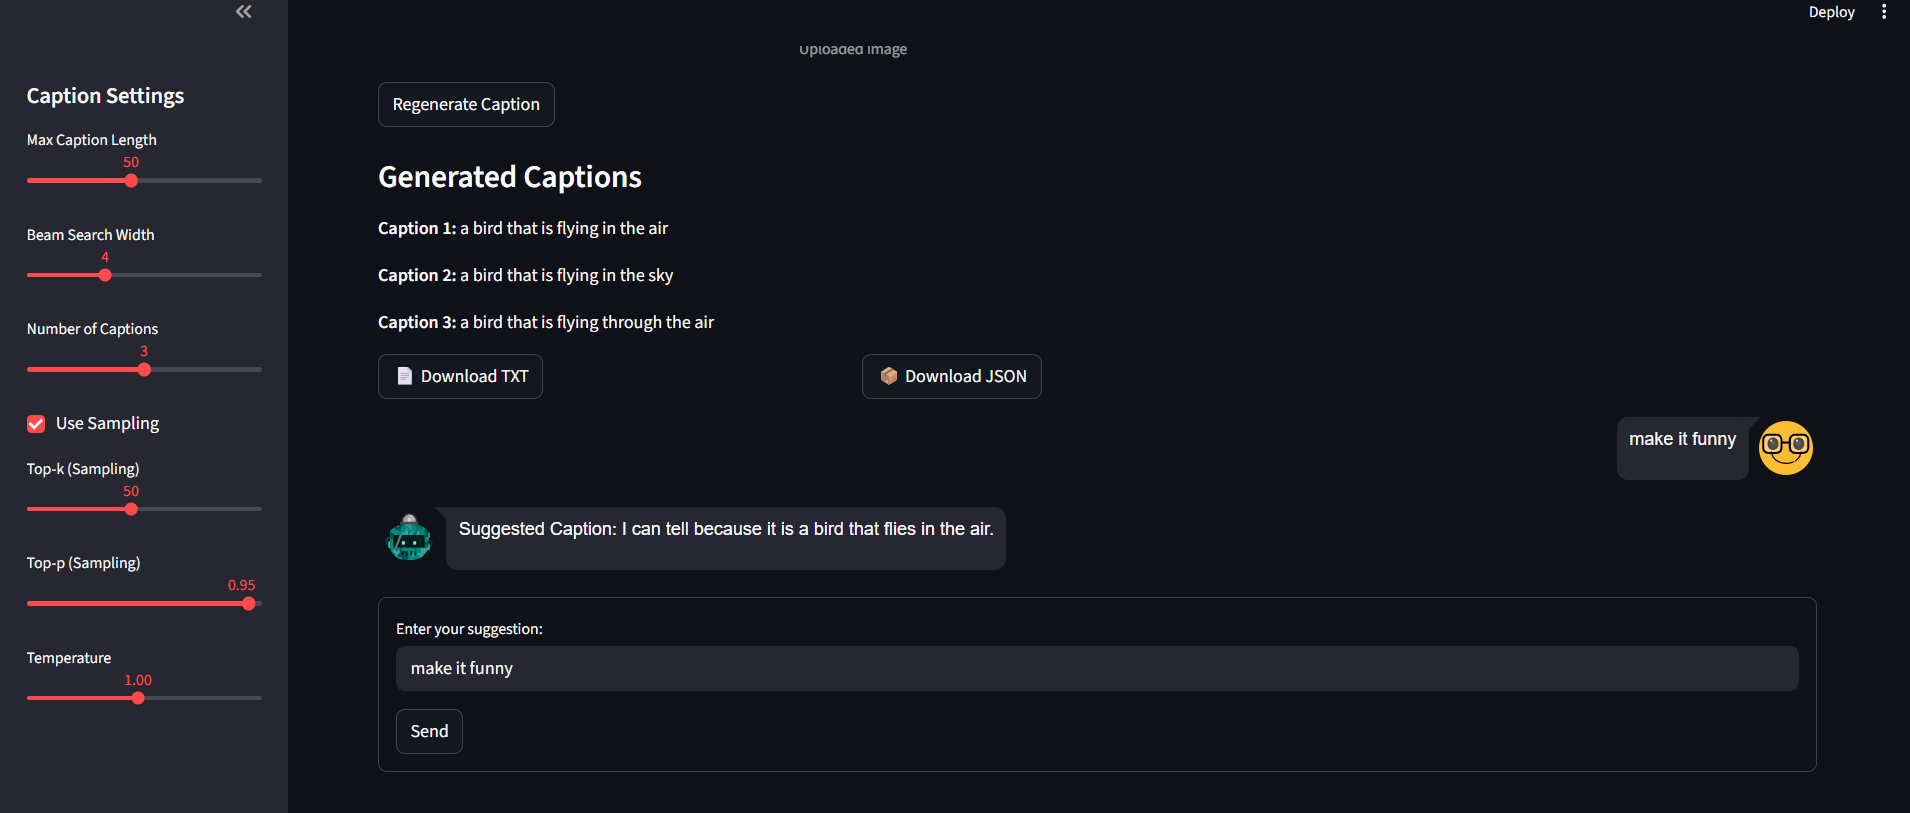 Deploy
Uploaded Image
Caption Settings
Max Caption Length
50
Beam Search Width
4
Number of Captions
3
Use Sampling
Top-k (Sampling)
50
Top-p (Sampling)
0.95
Temperature
1.00
Regenerate Caption
Generated Captions
Caption 1: a bird that is flying in the air
Caption 2: a bird that is flying in the sky
Caption 3: a bird that is flying through the air
Download TXT
Download JSON
make it funny
Suggested Caption: I can tell because it is a bird that flies in the air.
Enter your suggestion:
make it funny
Send